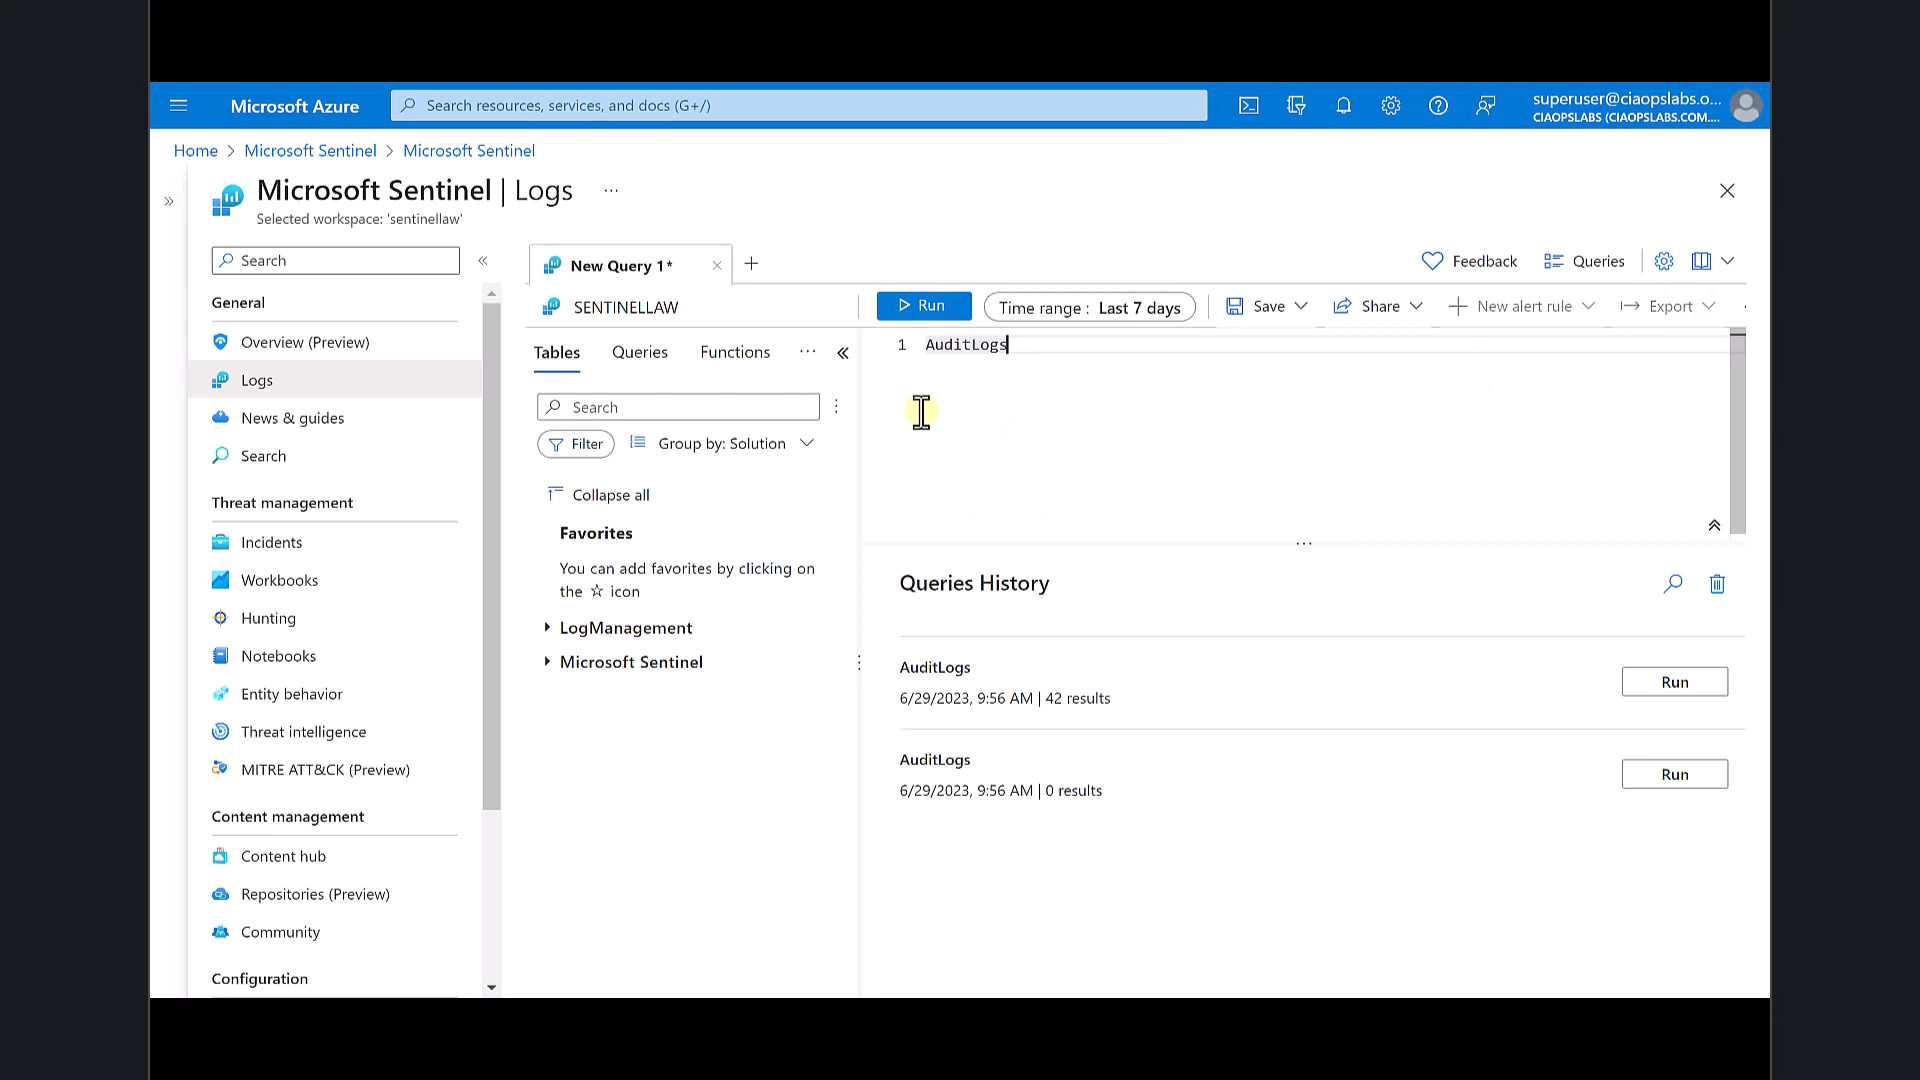 Microsoft Azure
Search resources, services, and docs (G+/)
superuser@ciaopslabs.o...
CIAOPSLABS (CIAOPSLABS.COM....
Home > Microsoft Sentinel > Microsoft Sentinel
Microsoft Sentinel | Logs ...
Selected workspace: 'sentinellaw'
Search
General
Overview (Preview)
Logs
News & guides
Search
Threat management
Incidents
Workbooks
Hunting
Notebooks
Entity behavior
Threat intelligence
MITRE ATT&CK (Preview)
Content management
Content hub
Repositories (Preview)
Community
Configuration
New Query 1*
Feedback
Queries
SENTINELLAW
Run
Time range : Last 7 days
Save
Share
New alert rule
Export
Tables
Queries
Functions
Search
Filter
Group by: Solution
Collapse all
Favorites
You can add favorites by clicking on
the ☆ icon
LogManagement
Microsoft Sentinel
1 AuditLogs
Queries History
AuditLogs
6/29/2023, 9:56 AM | 42 results
Run
AuditLogs
6/29/2023, 9:56 AM | 0 results
Run